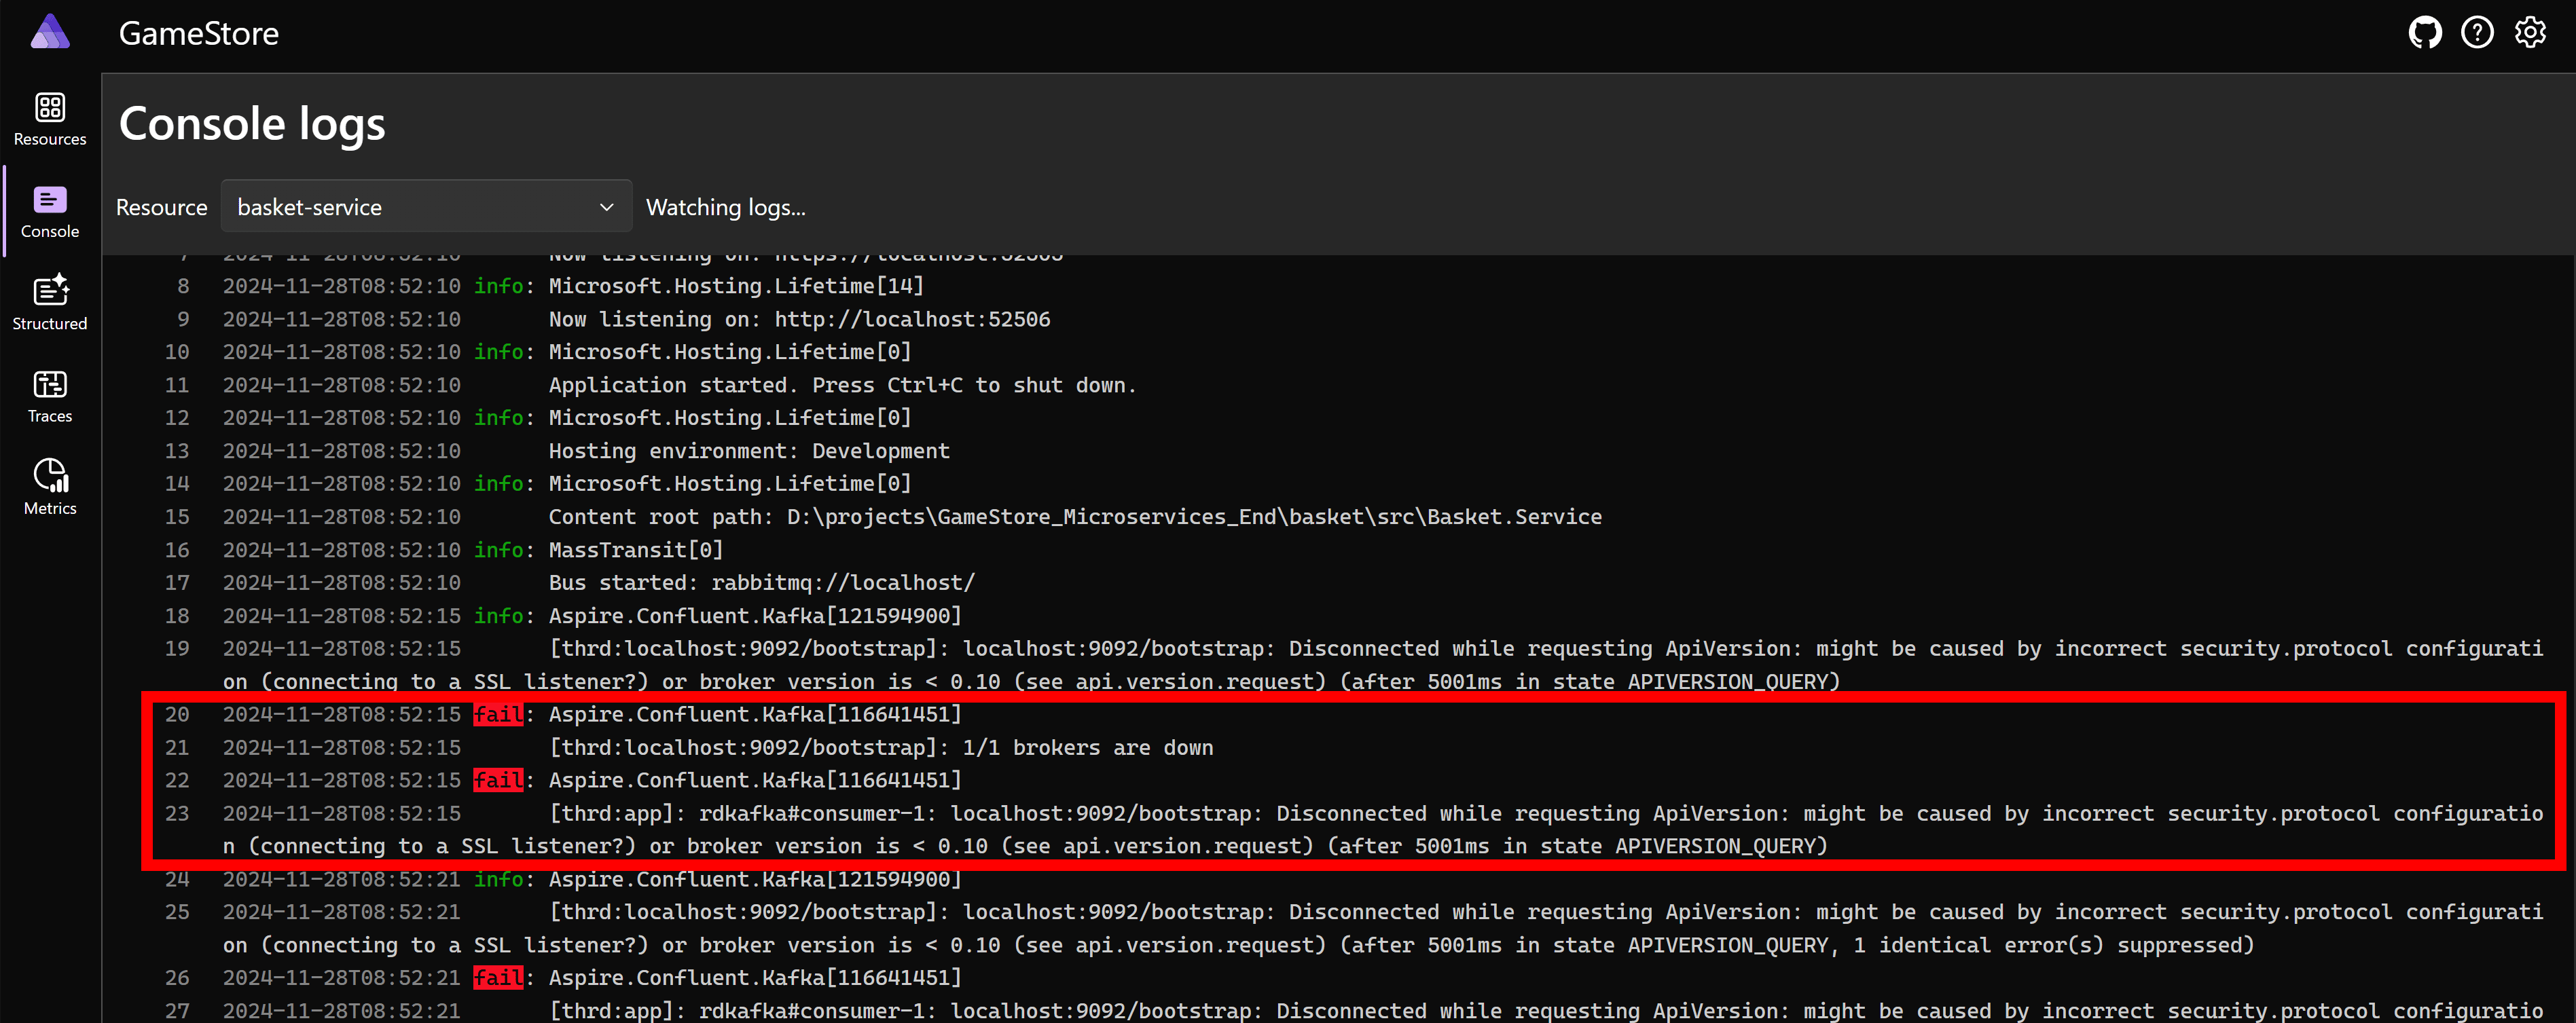 GameStore
Resources
Console
Structured
Traces
Metrics
Console logs
Resource basket-service Watching logs...
7 2024-11-28T08:52:10 Now listening on: https://localhost:52505
8 2024-11-28T08:52:10 info: Microsoft.Hosting.Lifetime[14]
9 2024-11-28T08:52:10 Now listening on: http://localhost:52506
10 2024-11-28T08:52:10 info: Microsoft.Hosting.Lifetime[0]
11 2024-11-28T08:52:10 Application started. Press Ctrl+C to shut down.
12 2024-11-28T08:52:10 info: Microsoft.Hosting.Lifetime[0]
13 2024-11-28T08:52:10 Hosting environment: Development
14 2024-11-28T08:52:10 info: Microsoft.Hosting.Lifetime[0]
15 2024-11-28T08:52:10 Content root path: D:\projects\GameStore_Microservices_End\basket\src\Basket.Service
16 2024-11-28T08:52:10 info: MassTransit[0]
17 2024-11-28T08:52:10 Bus started: rabbitmq://localhost/
18 2024-11-28T08:52:15 info: Aspire.Confluent.Kafka[121594900]
19 2024-11-28T08:52:15 [thrd:localhost:9092/bootstrap]: localhost:9092/bootstrap: Disconnected while requesting ApiVersion: might be caused by incorrect security.protocol configurati
on (connecting to a SSL listener?) or broker version is < 0.10 (see api.version.request) (after 5001ms in state APIVERSION_QUERY)
20 2024-11-28T08:52:15 fail: Aspire.Confluent.Kafka[116641451]
21 2024-11-28T08:52:15 [thrd:localhost:9092/bootstrap]: 1/1 brokers are down
22 2024-11-28T08:52:15 fail: Aspire.Confluent.Kafka[116641451]
23 2024-11-28T08:52:15 [thrd:app]: rdkafka#consumer-1: localhost:9092/bootstrap: Disconnected while requesting ApiVersion: might be caused by incorrect security.protocol configuratio
n (connecting to a SSL listener?) or broker version is < 0.10 (see api.version.request) (after 5001ms in state APIVERSION_QUERY)
24 2024-11-28T08:52:21 info: Aspire.Confluent.Kafka[121594900]
25 2024-11-28T08:52:21 [thrd:localhost:9092/bootstrap]: localhost:9092/bootstrap: Disconnected while requesting ApiVersion: might be caused by incorrect security.protocol configurati
on (connecting to a SSL listener?) or broker version is < 0.10 (see api.version.request) (after 5001ms in state APIVERSION_QUERY, 1 identical error(s) suppressed)
26 2024-11-28T08:52:21 fail: Aspire.Confluent.Kafka[116641451]
27 2024-11-28T08:52:21 [thrd:app]: rdkafka#consumer-1: localhost:9092/bootstrap: Disconnected while requesting ApiVersion: might be caused by incorrect security.protocol configuratio